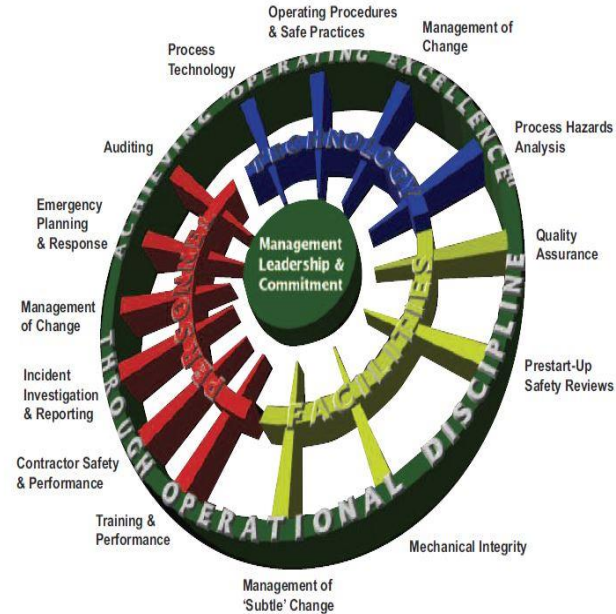 Operating Procedures
& Safe Practices
Management of
Change
Process
Technology
Process Hazards
Analysis
Auditing
Emergency
Planning
& Response
Quality
Assurance
Management
of Change
Incident
Investigation
& Reporting
Prestart-Up
Safety Reviews
Contractor Safety
& Performance
Training &
Performance
Mechanical Integrity
Management of
‘Subtle’ Change
ACHIEVING "OPERATING EXCELLENCE"
THROUGH OPERATIONAL DISCIPLINE
TECHNOLOGY
FACILITIES
PERSONNEL
Management
Leadership &
Commitment